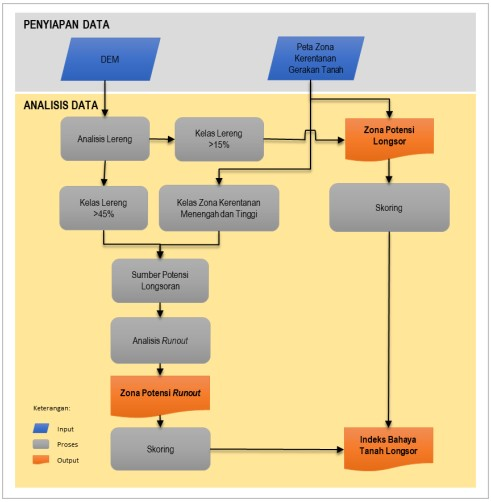 PENYIAPAN DATA
DEM
Peta Zona
Kerentanan
Gerakan Tanah
ANALISIS DATA
Analisis Lereng
Kelas Lereng
>15%
Zona Potensi
Longsor
Kelas Lereng
>45%
Kelas Zona Kerentanan
Menengah dan Tinggi
Skoring
Sumber Potensi
Longsoran
Analisis Runout
Zona Potensi Runout
Keterangan:
Input
Proses
Output
Skoring
Indeks Bahaya
Tanah Longsor